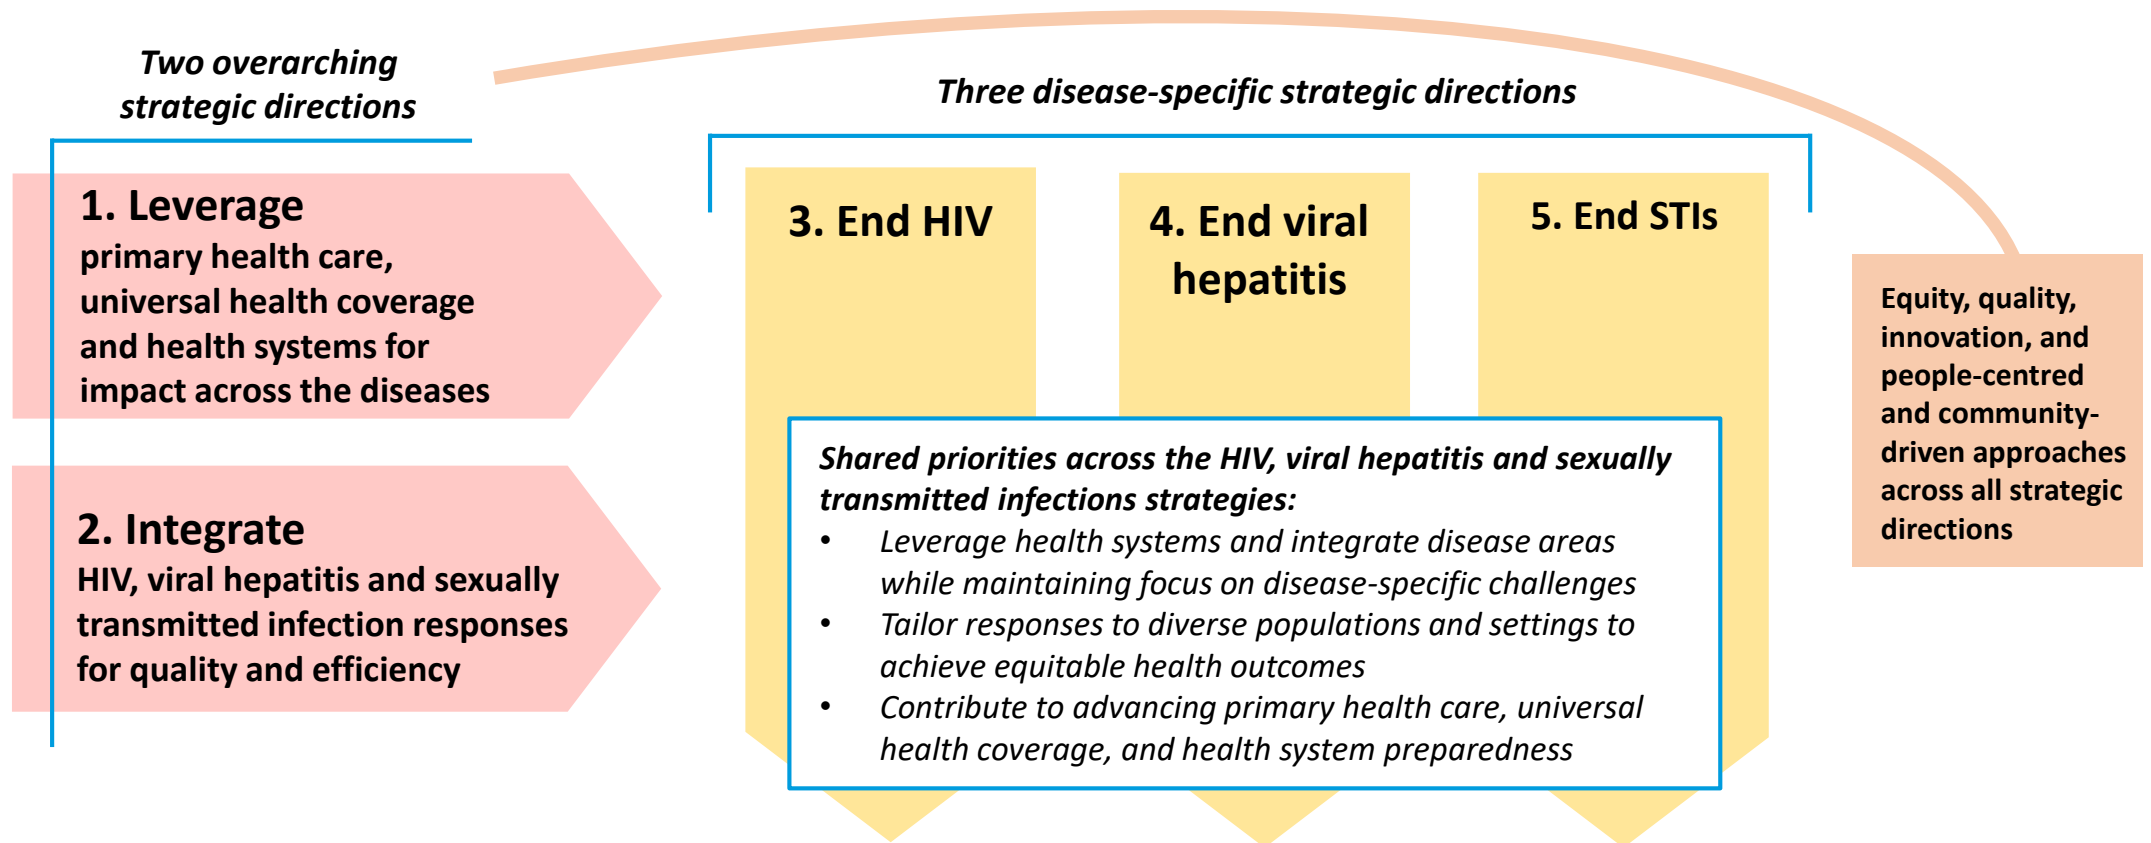 Two overarching
strategic directions
1. Leverage
primary health care,
universal health coverage
and health systems for
impact across the diseases
2. Integrate
HIV, viral hepatitis and sexually
transmitted infection responses
for quality and efficiency
Three disease-specific strategic directions
3. End HIV
4. End viral
hepatitis
5. End STIs
Shared priorities across the HIV, viral hepatitis and sexually
transmitted infections strategies:
• Leverage health systems and integrate disease areas
while maintaining focus on disease-specific challenges
• Tailor responses to diverse populations and settings to
achieve equitable health outcomes
• Contribute to advancing primary health care, universal
health coverage, and health system preparedness
Equity, quality,
innovation, and
people-centred
and community-
driven approaches
across all strategic
directions